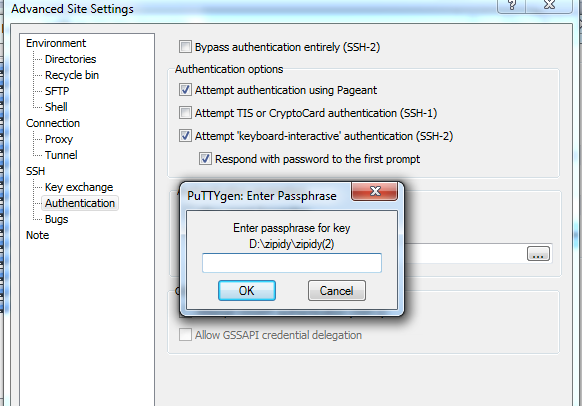 Advanced Site Settings
Environment
Directories
Recycle bin
SFTP
Shell
Connection
Proxy
Tunnel
SSH
Key exchange
Authentication
Bugs
Note
Bypass authentication entirely (SSH-2)
Authentication options
Attempt authentication using Pageant
Attempt TIS or CryptoCard authentication (SSH-1)
Attempt 'keyboard-interactive' authentication (SSH-2)
Respond with password to the first prompt
PuTTYgen: Enter Passphrase
Enter passphrase for key
D:\zipidy\zipidy(2)
OK
Cancel
...
Allow GSSAPI credential delegation